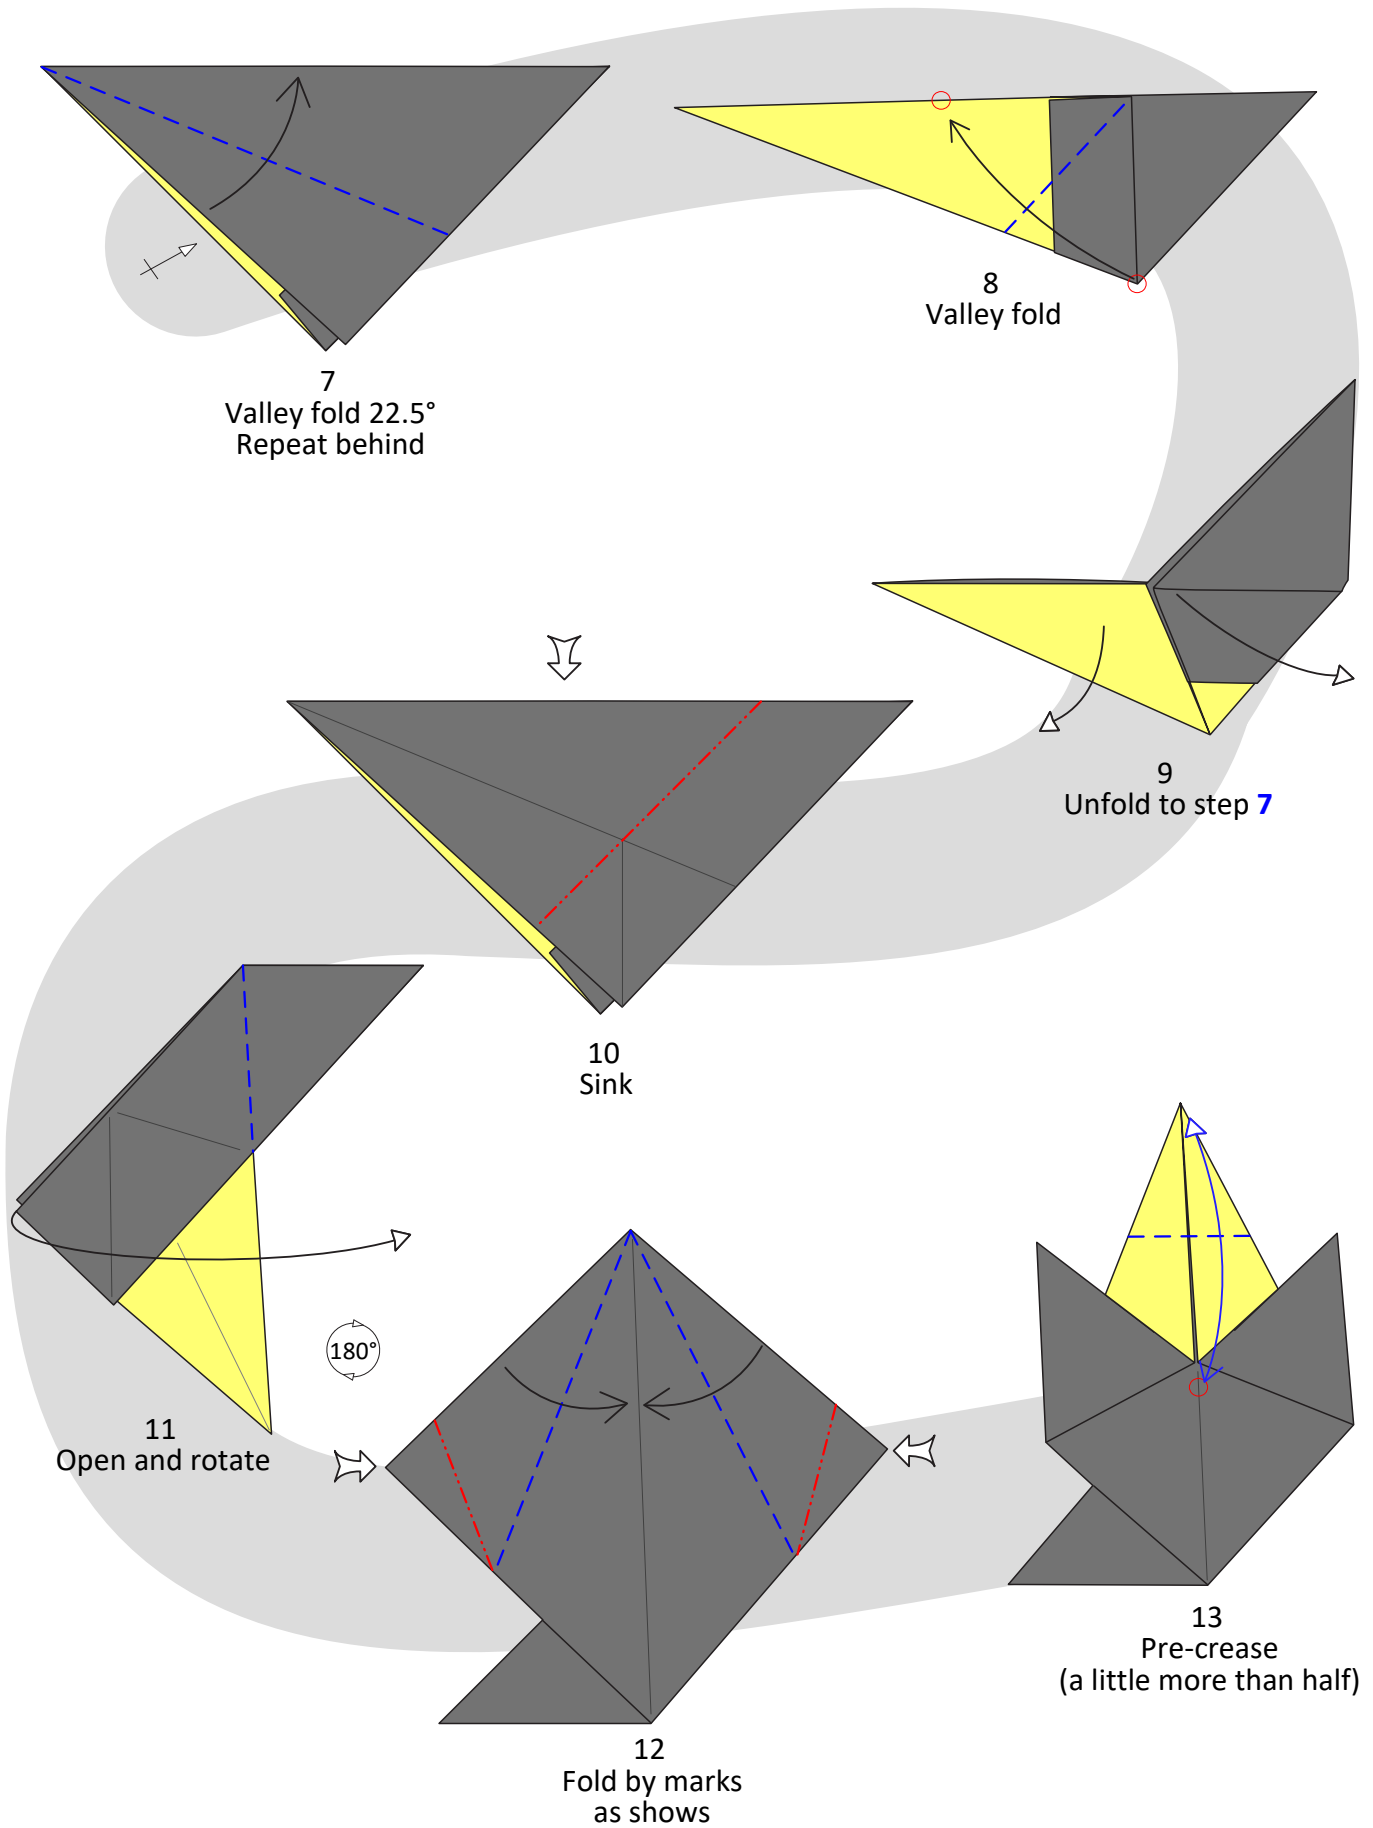 7
Valley fold 22.5°
Repeat behind
8
Valley fold
9
Unfold to step 7
10
Sink
11
Open and rotate
180°
12
Fold by marks
as shows
13
Pre-crease
(a little more than half)